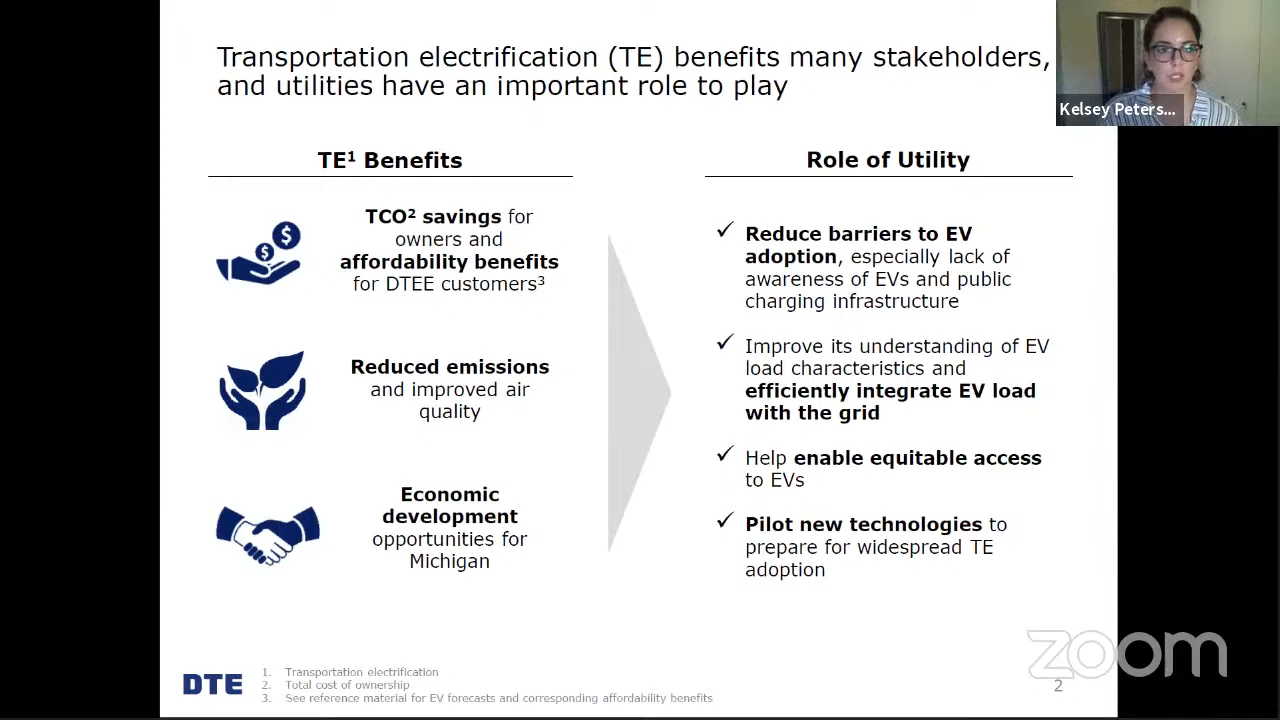 Transportation electrification (TE) benefits many stakeholders,
and utilities have an important role to play
Kelsey Peters...
TE¹ Benefits
TCO² savings for
owners and
affordability benefits
for DTEE customers³
Reduced emissions
and improved air
quality
Economic
development
opportunities for
Michigan
Role of Utility
✓ Reduce barriers to EV
adoption, especially lack of
awareness of EVs and public
charging infrastructure
✓ Improve its understanding of EV
load characteristics and
efficiently integrate EV load
with the grid
✓ Help enable equitable access
to EVs
✓ Pilot new technologies to
prepare for widespread TE
adoption
DTE
1. Transportation electrification
2. Total cost of ownership
3. See reference material for EV forecasts and corresponding affordability benefits
zoom
2